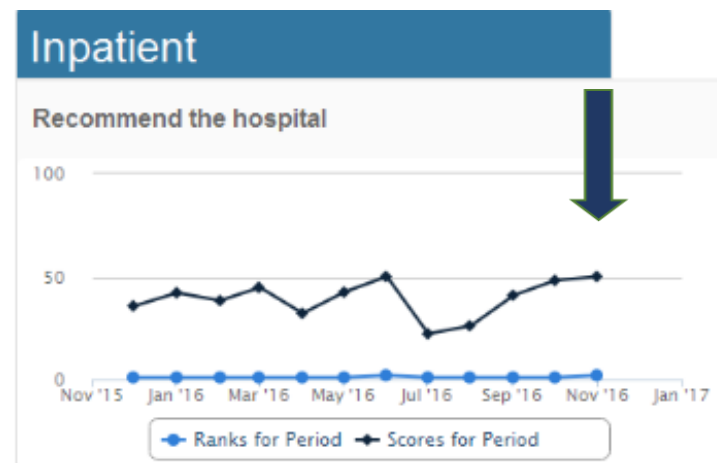 Inpatient
Recommend the hospital
100
50
0
Nov '15 Jan '16 Mar '16 May '16 Jul '16 Sep '16 Nov '16 Jan '17
Ranks for Period Scores for Period